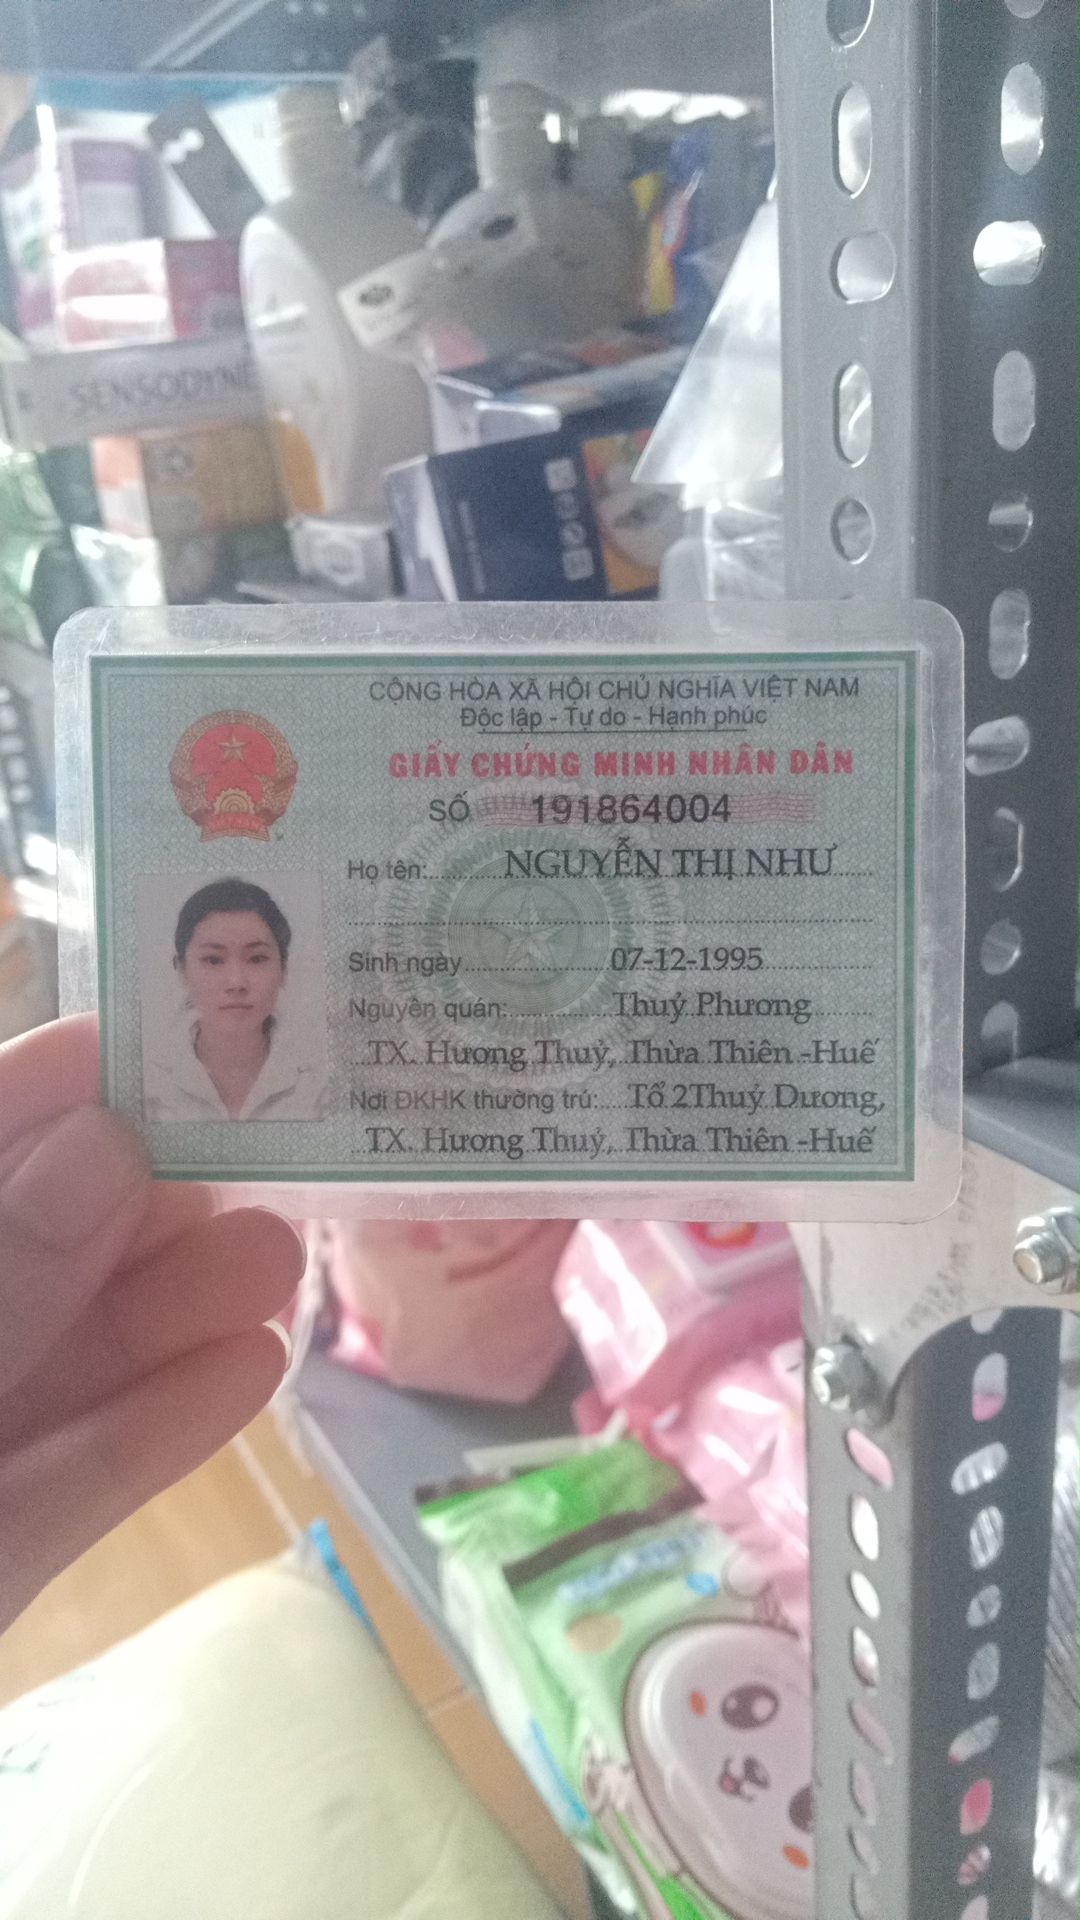 SENSODYNE
CỘNG HÒA XÃ HỘI CHỦ NGHĨA VIỆT NAM
Độc lập - Tự do - Hạnh phúc
GIẤY CHỨNG MINH NHÂN DÂN
SỐ 191864004
Họ tên: NGUYỄN THỊ NHƯ
Sinh ngày 07-12-1995
Nguyên quán: Thuỷ Phương
TX. Hương Thuỷ, Thừa Thiên -Huế
Nơi ĐKHK thường trú: Tổ 2Thuỷ Dương,
TX. Hương Thuỷ, Thừa Thiên -Huế